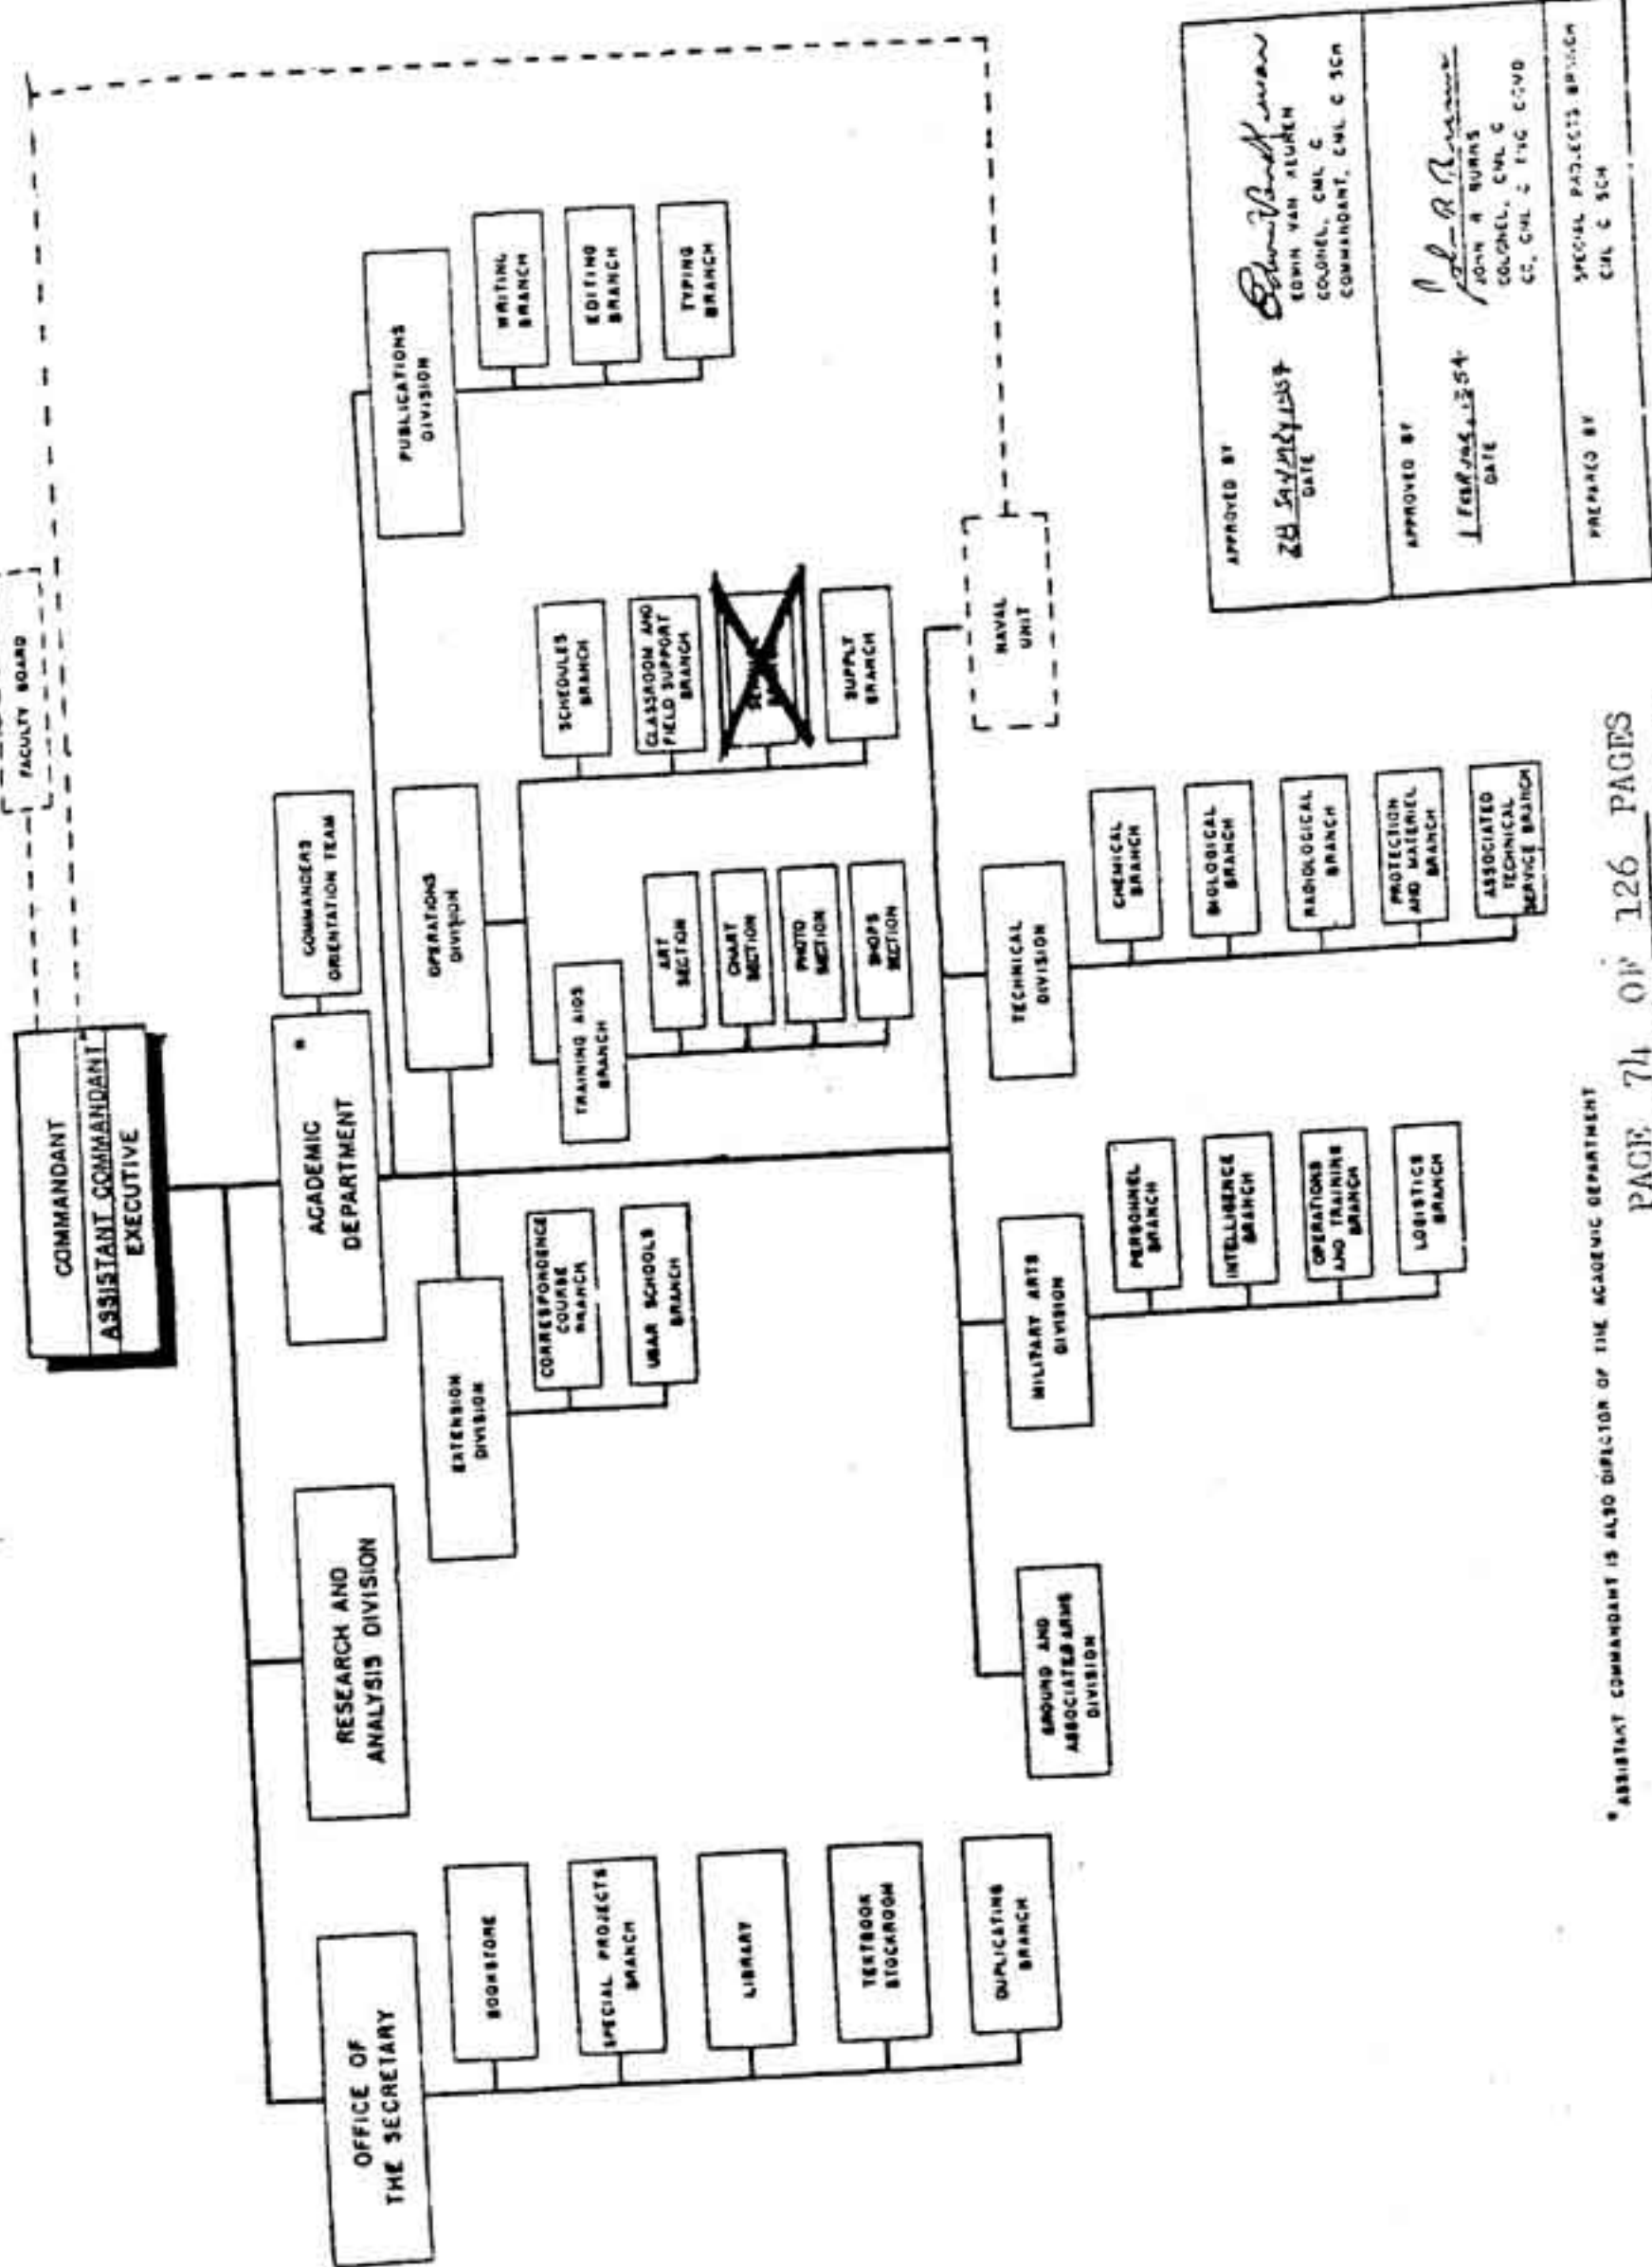 FACULTY BOARD
COMMANDANT
ASSISTANT COMMANDANT
EXECUTIVE
OFFICE OF
THE SECRETARY
BOOKSTORE
SPECIAL PROJECTS
BRANCH
LIBRARY
TEXTBOOK
STOCKROOM
DUPLICATING
BRANCH
RESEARCH AND
ANALYSIS DIVISION
ACADEMIC *
DEPARTMENT
COMMANDERS
ORIENTATION TEAM
EXTENSION
DIVISION
CORRESPONDENCE
COURSE
BRANCH
USAR SCHOOLS
BRANCH
OPERATIONS
DIVISION
TRAINING AIDS
BRANCH
ART
SECTION
CHART
SECTION
PHOTO
SECTION
SHOPS
SECTION
SCHEDULES
BRANCH
CLASSROOM AND
FIELD SUPPORT
BRANCH
SUPPLY
BRANCH
PUBLICATIONS
DIVISION
WRITING
BRANCH
EDITING
BRANCH
TYPING
BRANCH
GROUND AND
ASSOCIATED ARMS
DIVISION
MILITARY ARTS
DIVISION
PERSONNEL
BRANCH
INTELLIGENCE
BRANCH
OPERATIONS
AND TRAINING
BRANCH
LOGISTICS
BRANCH
TECHNICAL
DIVISION
CHEMICAL
BRANCH
BIOLOGICAL
BRANCH
RADIOLOGICAL
BRANCH
PROTECTION
AND MATERIEL
BRANCH
ASSOCIATED
TECHNICAL
SERVICE BRANCH
NAVAL
UNIT
APPROVED BY
28
DATE
EDWIN VAN
COLONEL, CML C
COMMANDANT, CML C SCH
APPROVED BY
1
DATE
JOHN R BURNS
COLONEL, CML C
PREPARED BY
SPECIAL PROJECTS BRANCH
CML C SCH
*ASSISTANT COMMANDANT IS ALSO DIRECTOR OF THE ACADEMIC DEPARTMENT
PAGE 74 OF 126 PAGES